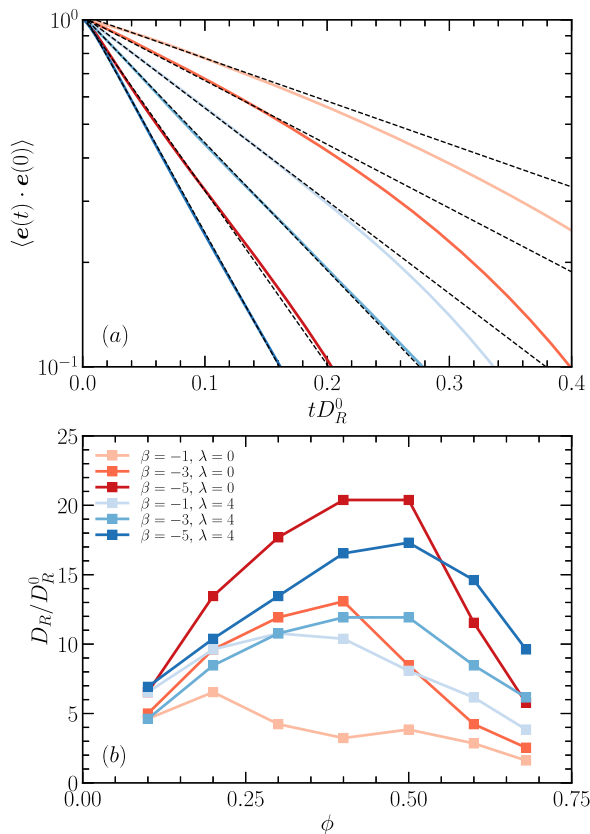 10⁰
10⁻¹
⟨e(t) · e(0)⟩
(a)
0.0 0.1 0.2 0.3 0.4
tD_R^0
25
20
15
10
5
0
D_R/D_R^0
β = −1, λ = 0
β = −3, λ = 0
β = −5, λ = 0
β = −1, λ = 4
β = −3, λ = 4
β = −5, λ = 4
(b)
0.00 0.25 0.50 0.75
ϕ